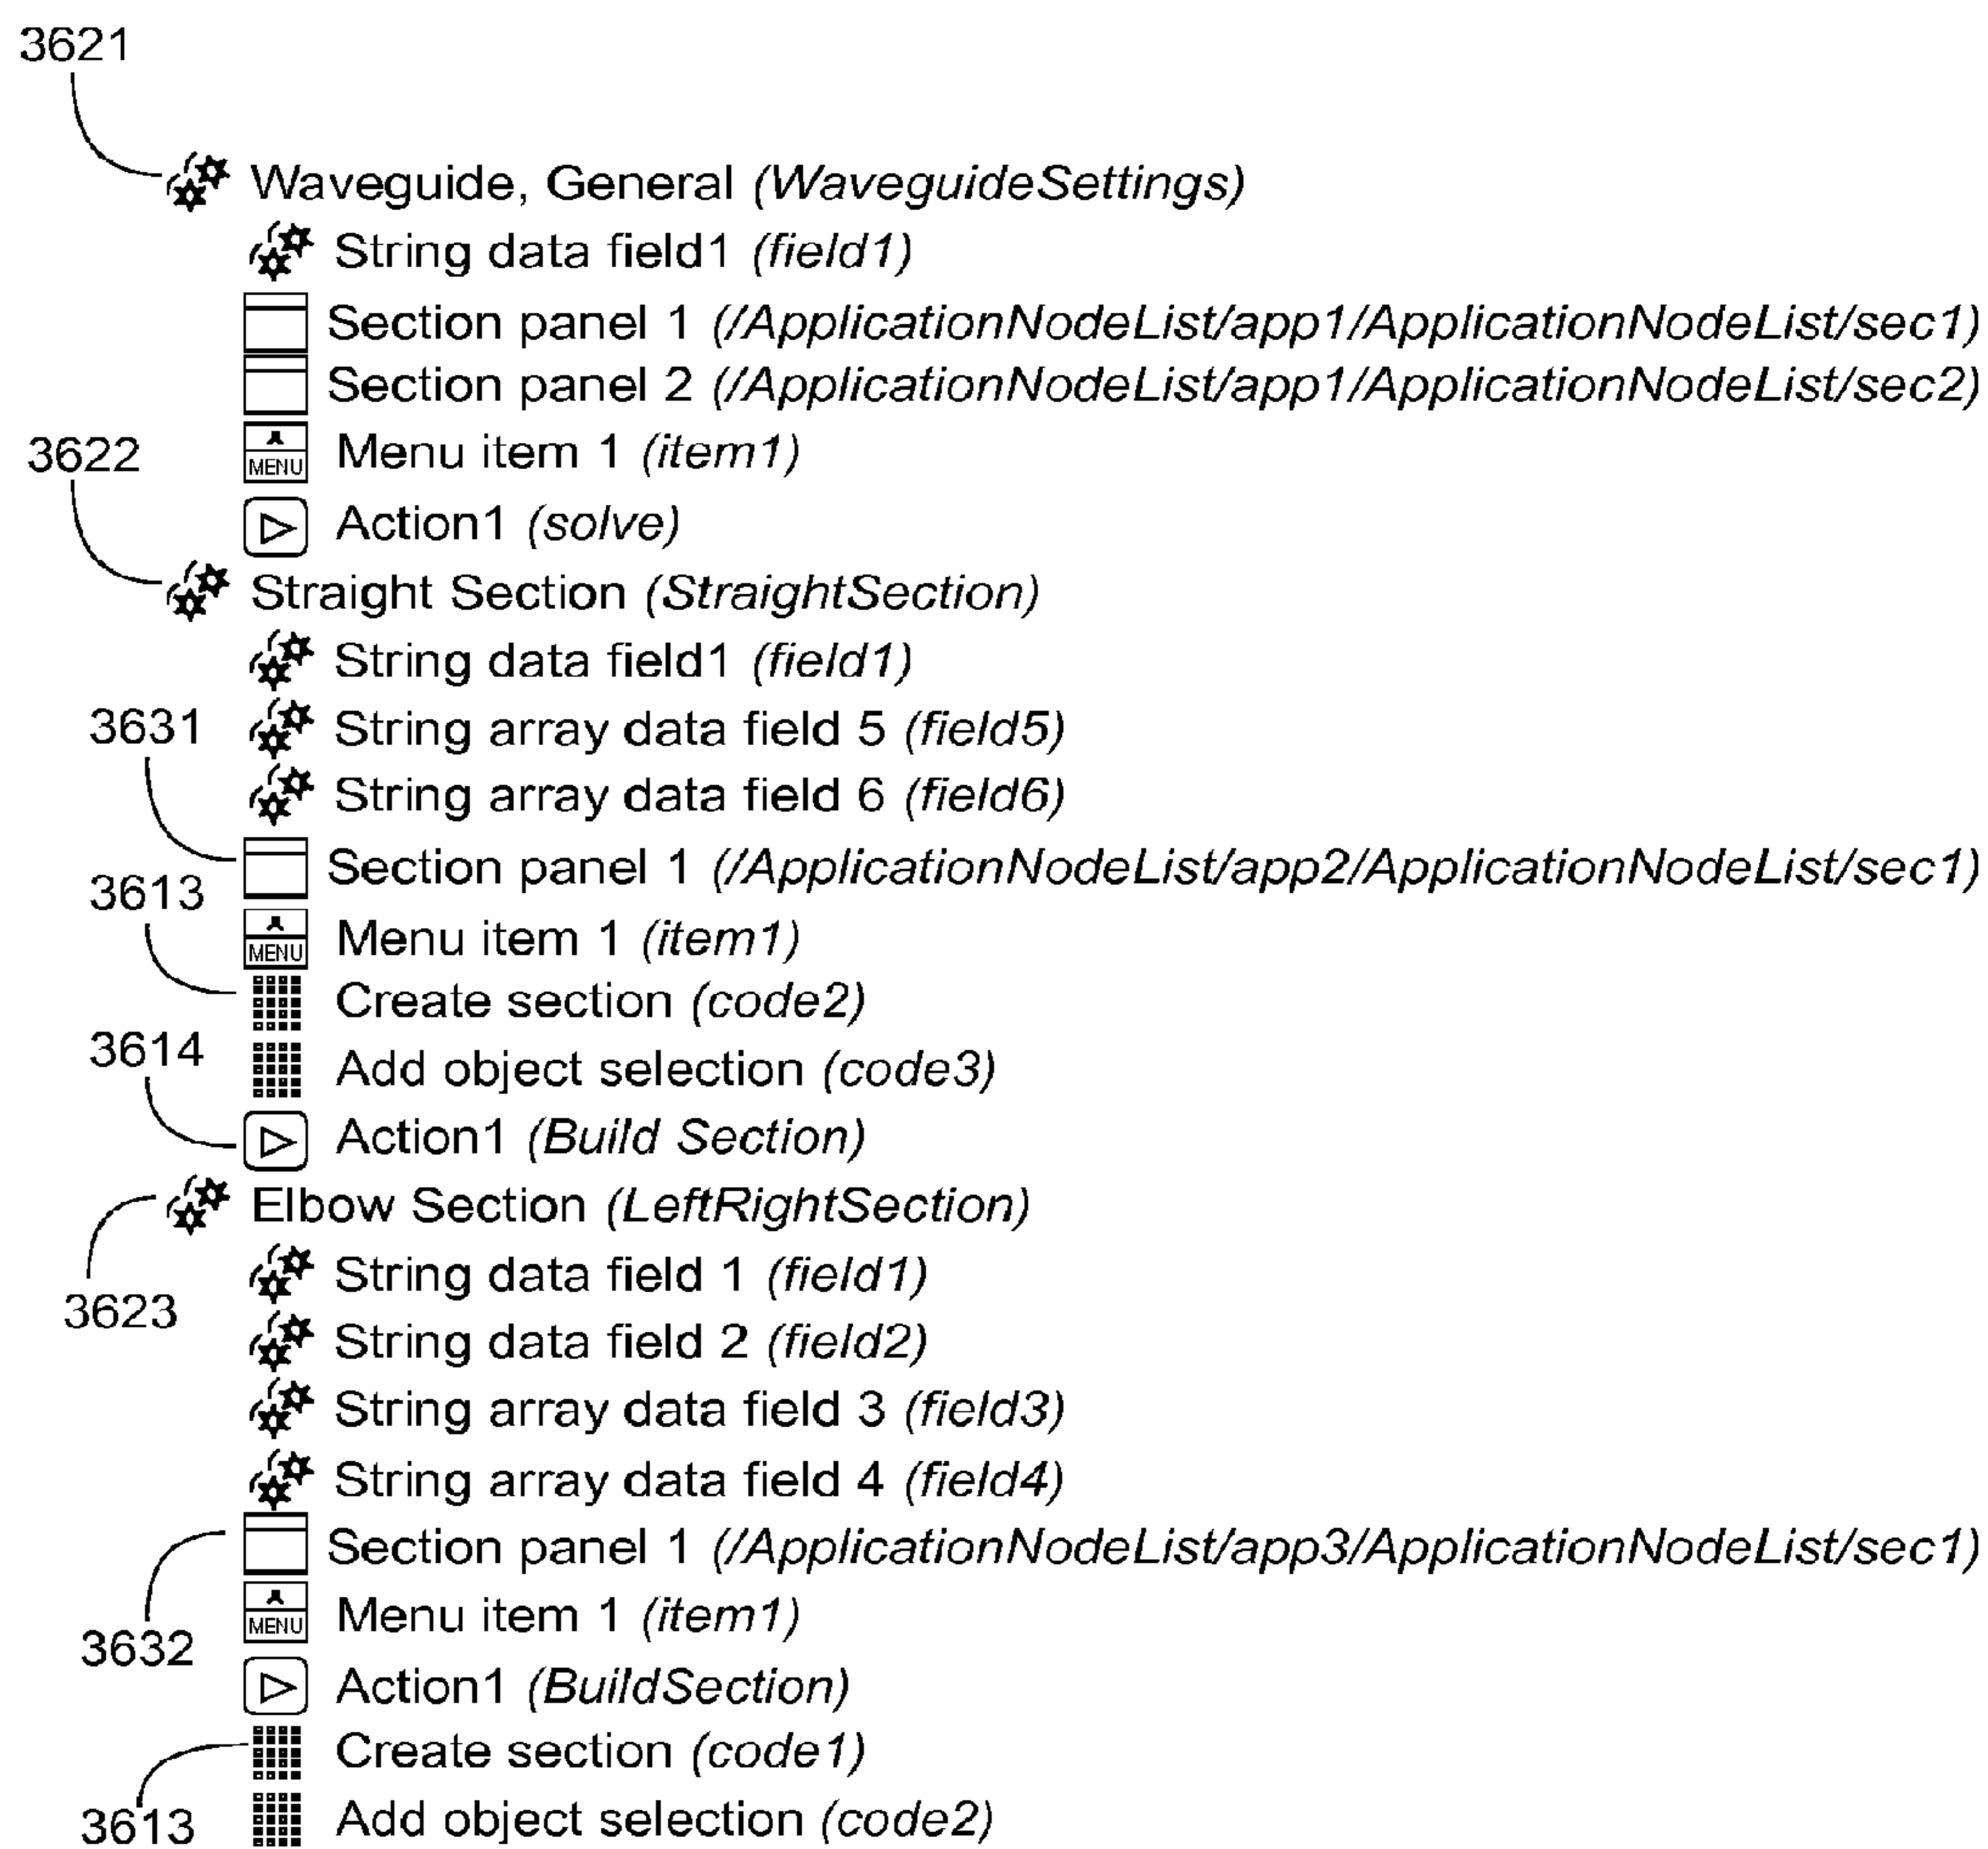 3621
Waveguide, General (WaveguideSettings)
String data field1 (field1)
Section panel 1 (/ApplicationNodeList/app1/ApplicationNodeList/sec1)
Section panel 2 (/ApplicationNodeList/app1/ApplicationNodeList/sec2)
3622 MENU Menu item 1 (item1)
Action1 (solve)
Straight Section (StraightSection)
String data field1 (field1)
3631 String array data field 5 (field5)
String array data field 6 (field6)
Section panel 1 (/ApplicationNodeList/app2/ApplicationNodeList/sec1)
3613
MENU Menu item 1 (item1)
Create section (code2)
3614 Add object selection (code3)
Action1 (Build Section)
Elbow Section (LeftRightSection)
String data field 1 (field1)
3623
String data field 2 (field2)
String array data field 3 (field3)
String array data field 4 (field4)
Section panel 1 (/ApplicationNodeList/app3/ApplicationNodeList/sec1)
MENU Menu item 1 (item1)
3632
Action1 (BuildSection)
Create section (code1)
3613 Add object selection (code2)